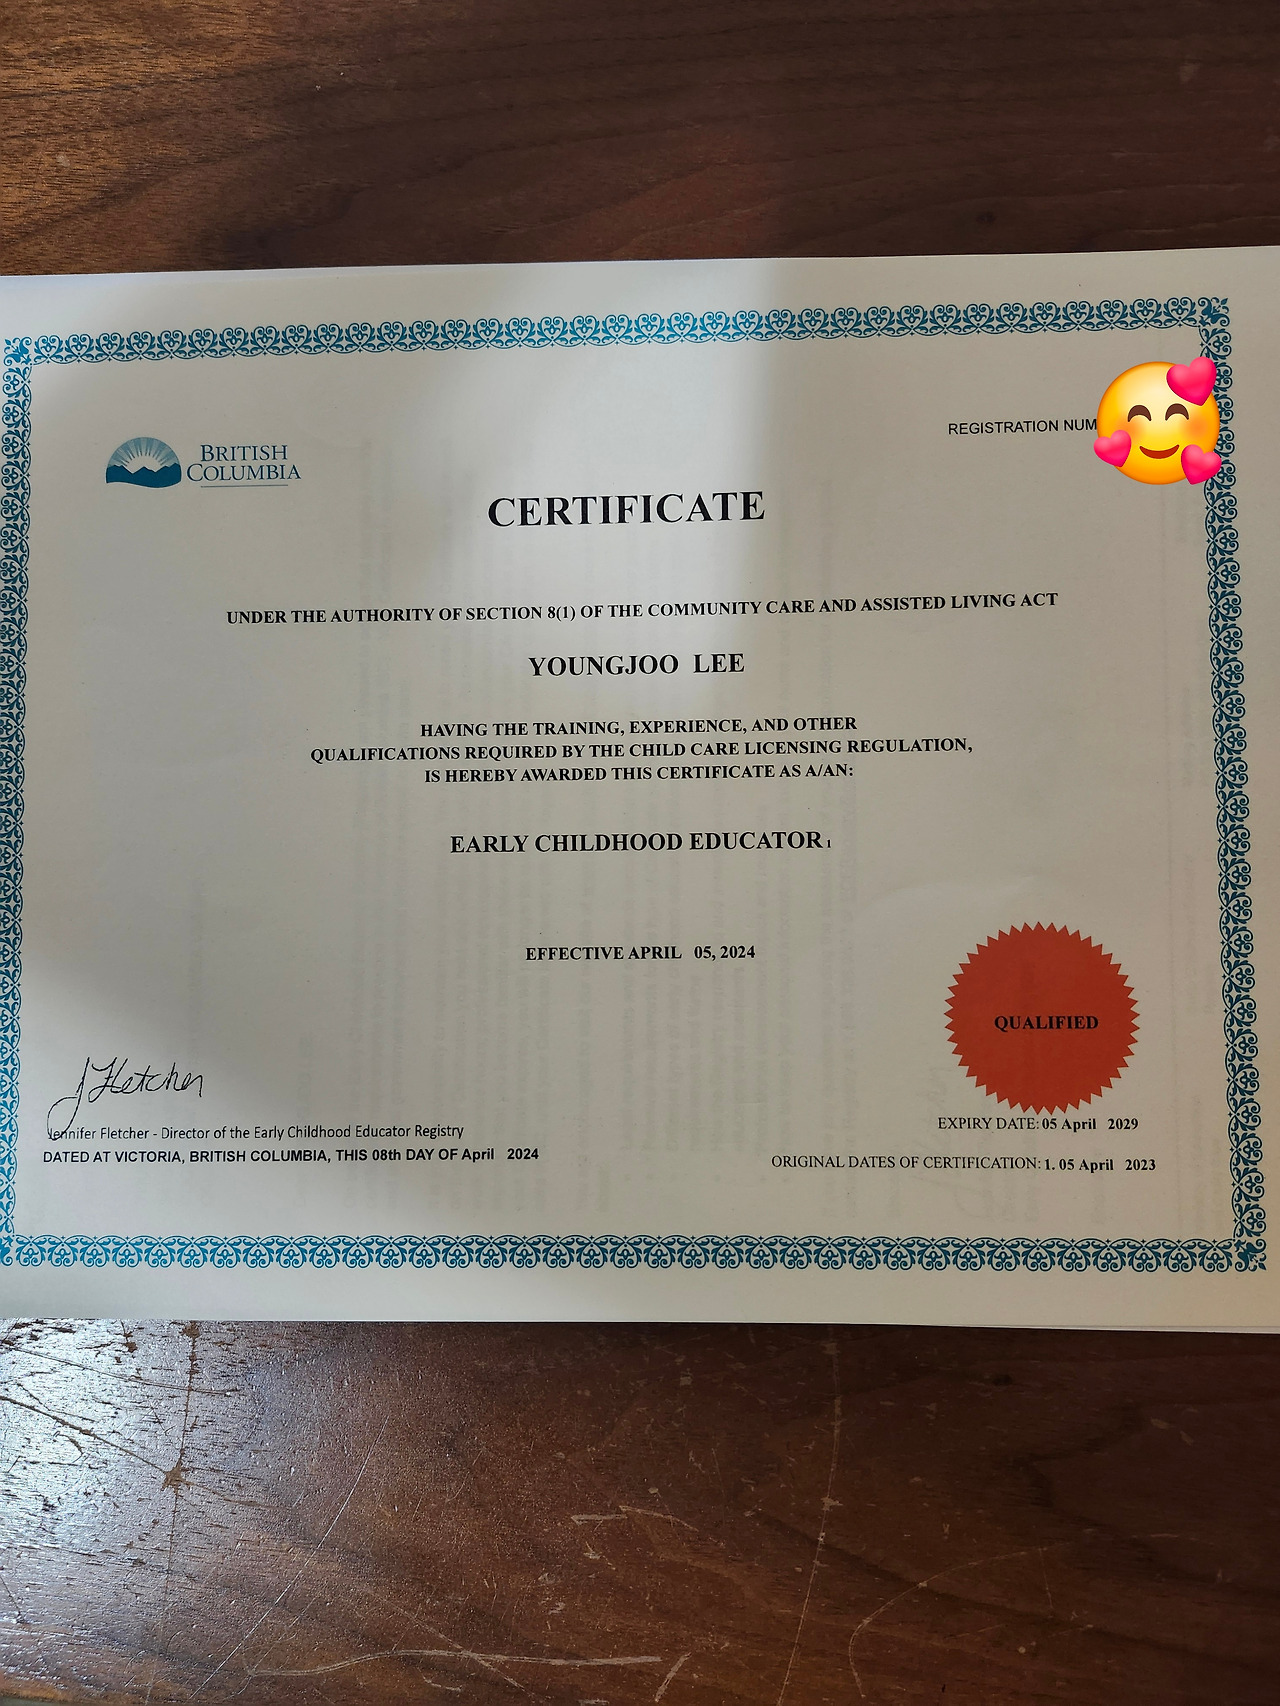 REGISTRATION NUM
BRITISH
COLUMBIA
CERTIFICATE
UNDER THE AUTHORITY OF SECTION 8(1) OF THE COMMUNITY CARE AND ASSISTED LIVING ACT
YOUNGJOO LEE
HAVING THE TRAINING, EXPERIENCE, AND OTHER
QUALIFICATIONS REQUIRED BY THE CHILD CARE LICENSING REGULATION,
IS HEREBY AWARDED THIS CERTIFICATE AS A/AN:
EARLY CHILDHOOD EDUCATOR 1
EFFECTIVE APRIL 05, 2024
QUALIFIED
JFletcher
Jennifer Fletcher - Director of the Early Childhood Educator Registry
DATED AT VICTORIA, BRITISH COLUMBIA, THIS 08th DAY OF April 2024
EXPIRY DATE: 05 April 2029
ORIGINAL DATES OF CERTIFICATION: 1. 05 April 2023